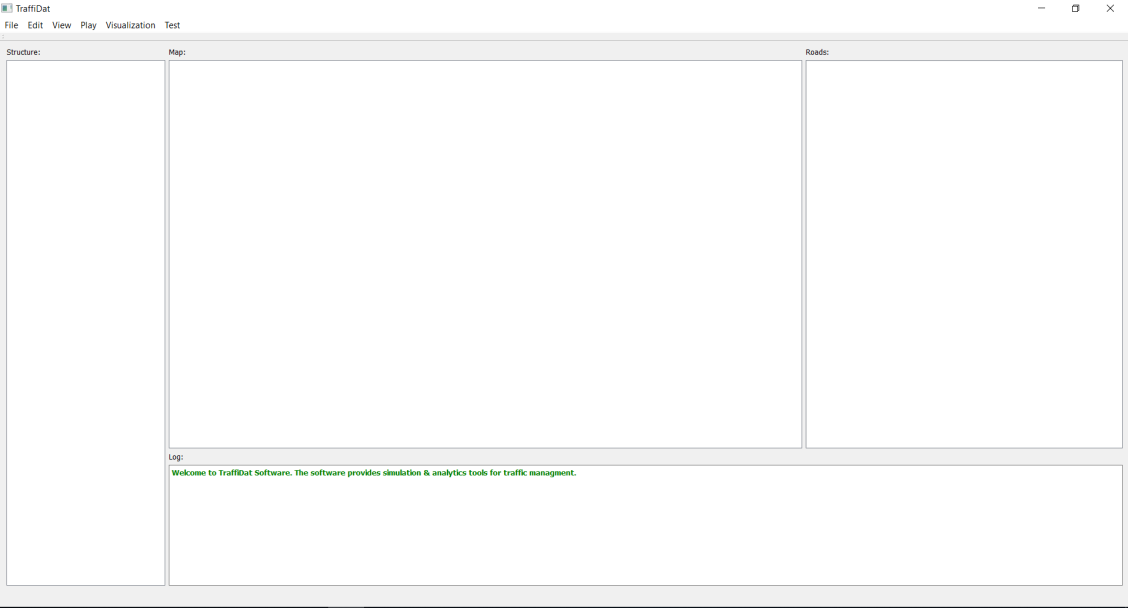 TraffiDat
File Edit View Play Visualization Test
Structure:
Map:
Roads:
Log:
Welcome to TraffiDat Software. The software provides simulation & analytics tools for traffic managment.